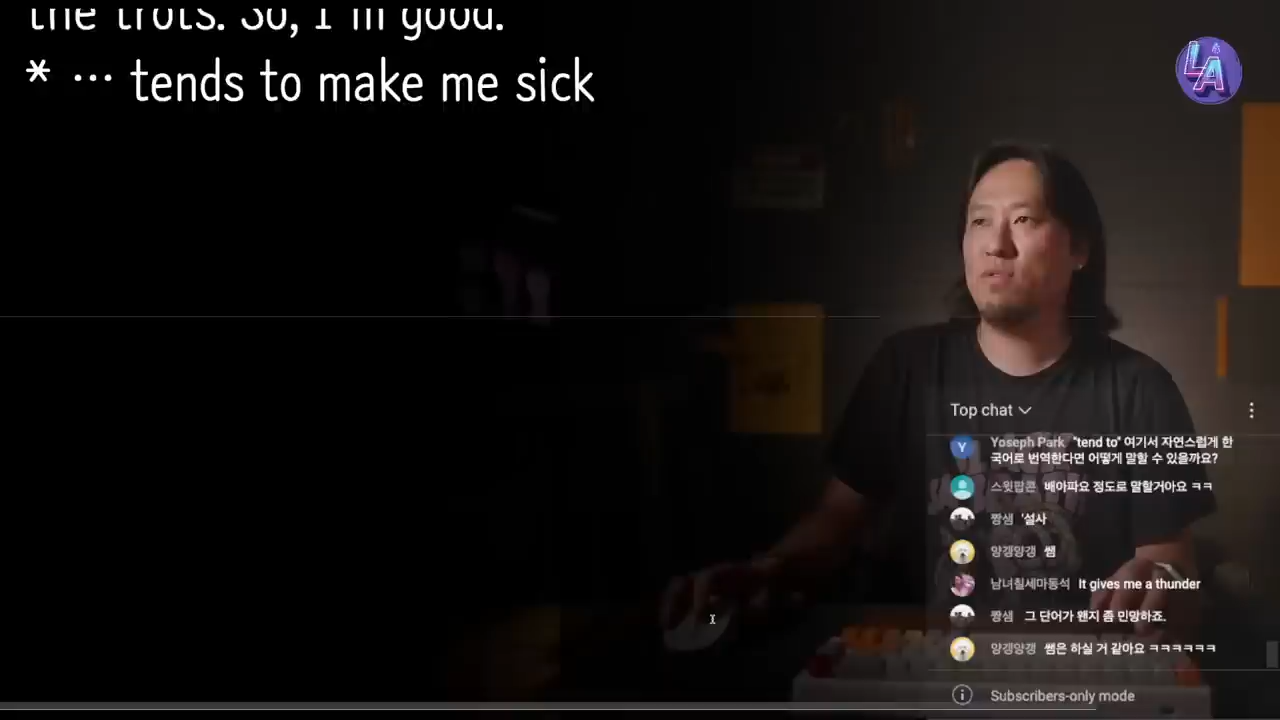 the trots. So, I'm good.
* … tends to make me sick
LA
Top chat
Y
Yoseph Park "tend to" 여기서 자연스럽게 한
국어로 번역한다면 어떻게 말할 수 있을까요?
스윗팝콘 배아파요 정도로 말할거아요 ㅋㅋ
짱샘 '설사
양갱양갱 쌤
남녀칠세마동석 It gives me a thunder
짱샘 그 단어가 왠지 좀 민망하죠.
양갱양갱 쌤은 하실 거 같아요 ㅋㅋㅋㅋㅋㅋ
Subscribers-only mode